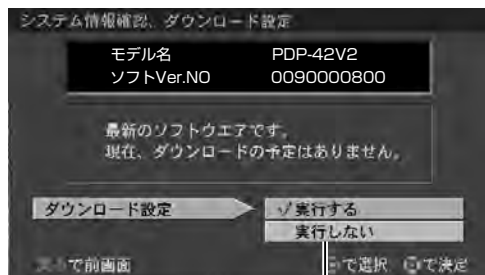 システム情報確認、ダウンロード設定
モデル名 PDP-42V2
ソフトVer.NO 0090000800
最新のソフトウエアです。
現在、ダウンロードの予定はありません。
ダウンロード設定 √実行する
実行しない
で前画面 で選択 で決定